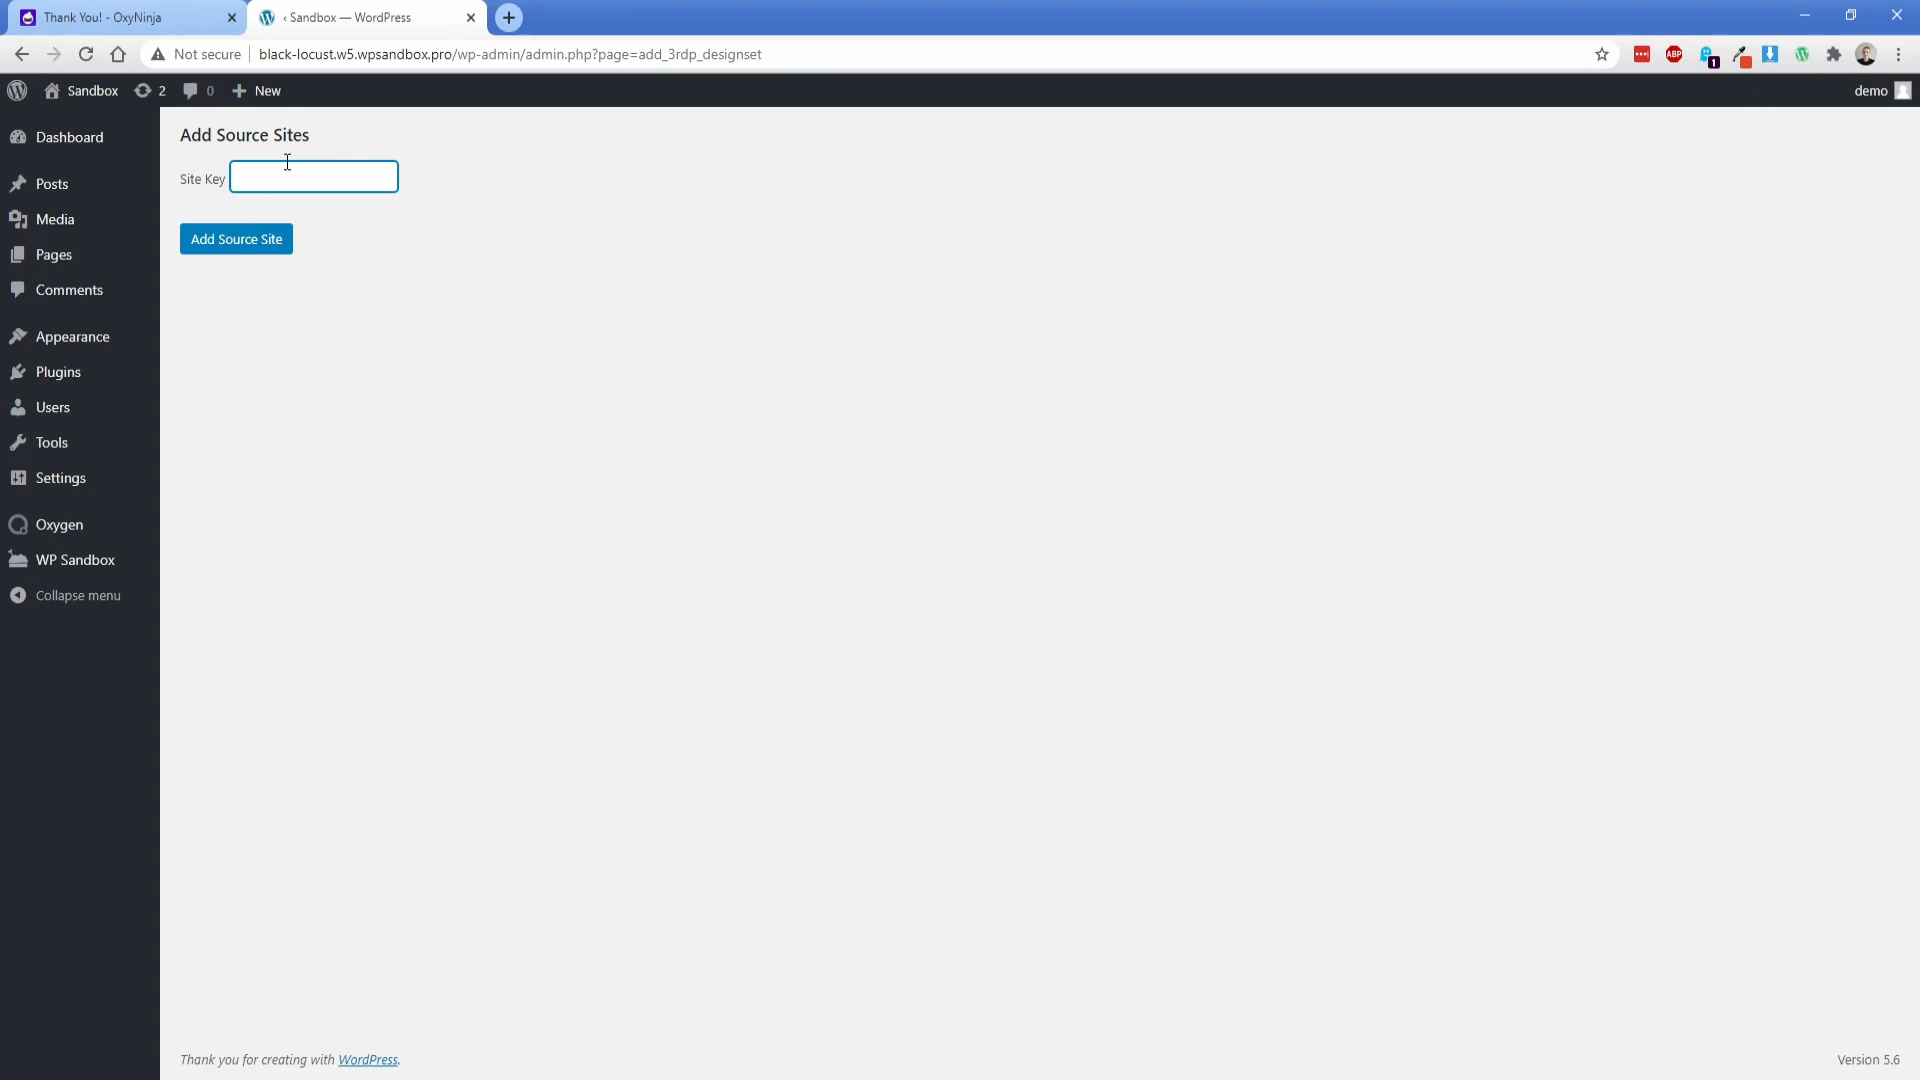 Thank You! - OxyNinja
‹ Sandbox — WordPress
Not secure
black-locust.w5.wpsandbox.pro/wp-admin/admin.php?page=add_3rdp_designset
ABP
1
Sandbox
2
0
New
demo
Dashboard
Posts
Media
Pages
Comments
Appearance
Plugins
Users
Tools
Settings
Oxygen
WP Sandbox
Collapse menu
Add Source Sites
Site Key
Add Source Site
Thank you for creating with WordPress.
Version 5.6